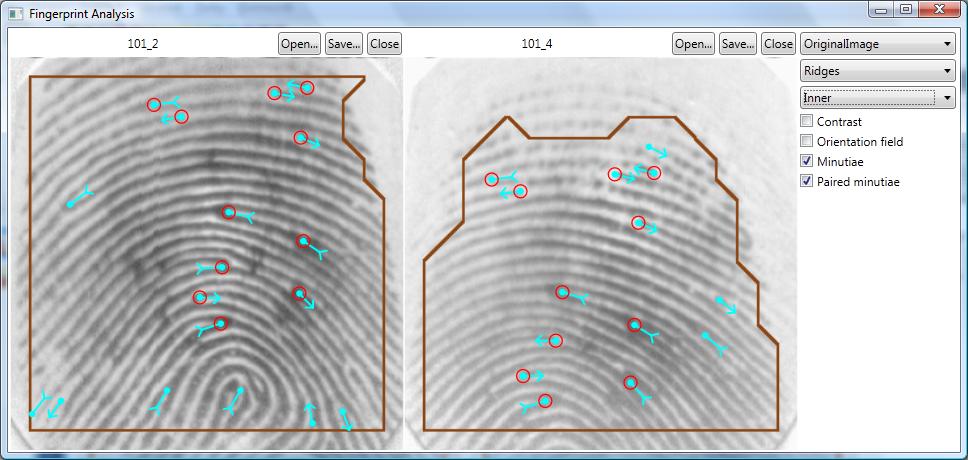 Fingerprint Analysis
101_2
Open...
Save...
Close
101_4
Open...
Save...
Close
OriginalImage
Ridges
Inner
Contrast
Orientation field
Minutiae
Paired minutiae